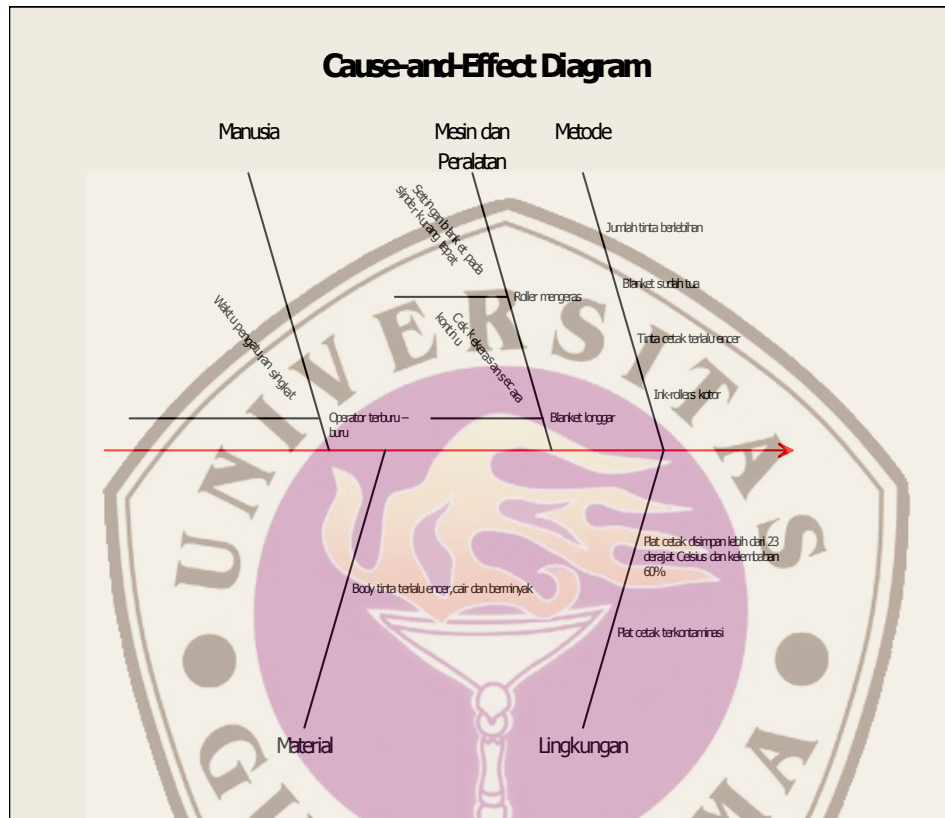 Cause-and-Effect Diagram
Manusia
Mesin dan
Peralatan
Metode
Settingan blanket pada
slinder kurang tepat
Jumlah tinta berlebihan
Blanket sudah tua
Roller mengeras
Waktu pengaturan singkat
Cek kekerasan secara
kontinu
Tinta cetak terlalu encer
Ink-rollers kotor
Operator terburu –
buru
Blanket longgar
Plat cetak disimpan lebih dari 23
derajat Celsius dan kelembaban
60%
Body tinta terlalu encer,cair dan berminyak
Plat cetak terkontaminasi
Material
Lingkungan
UNIVERSITAS